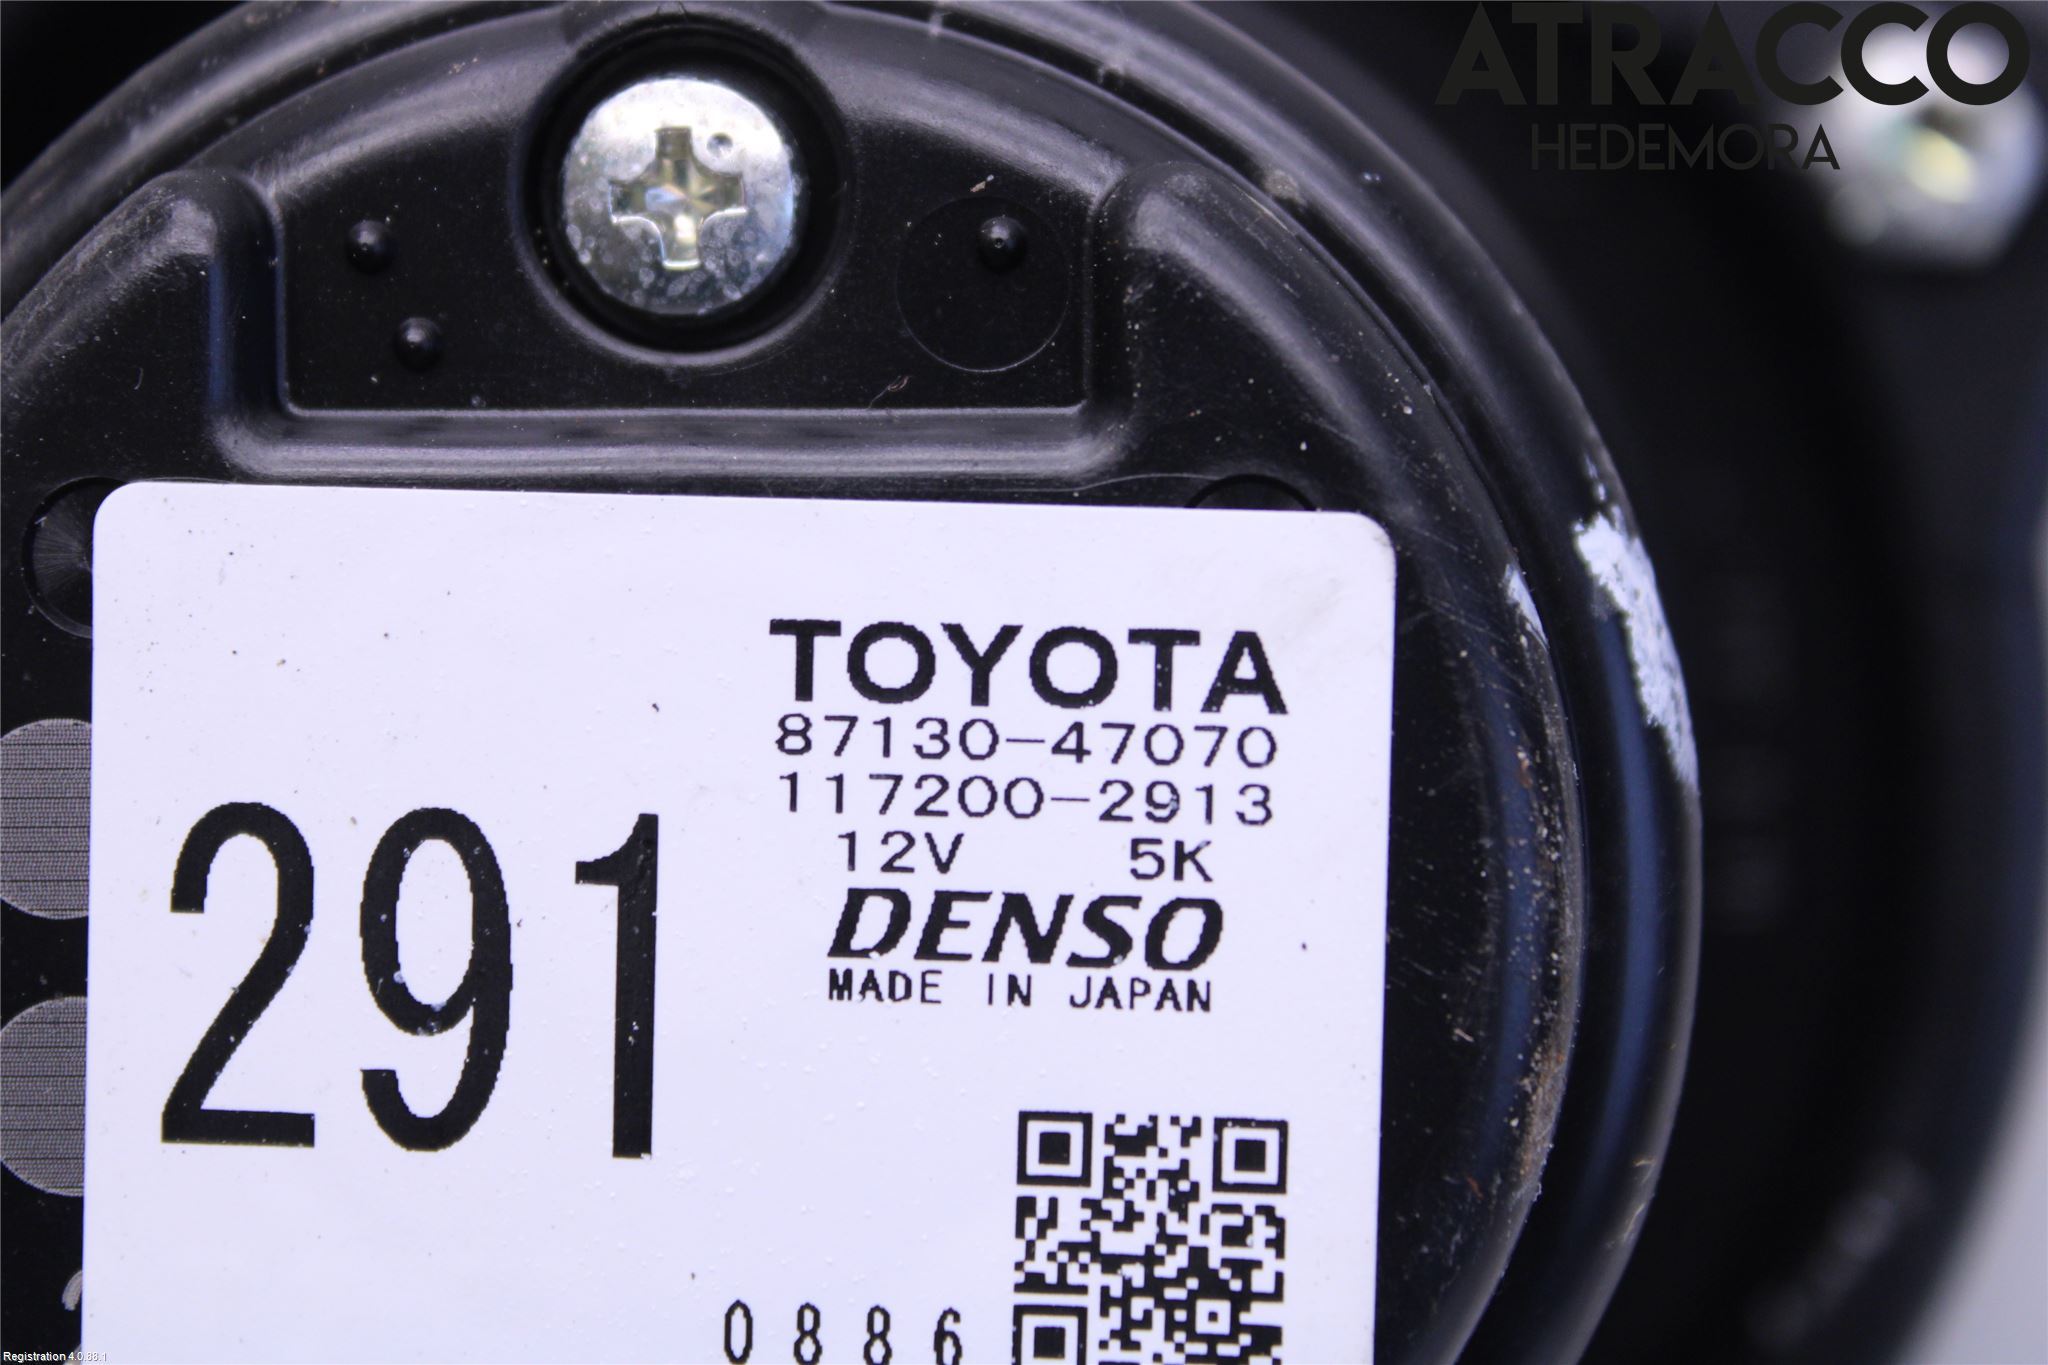 ATRACCO
HEDEMORA
TOYOTA
87130-47070
117200-2913
12V 5K
DENSO
MADE IN JAPAN
291
0886
Registration 4.0.88.1